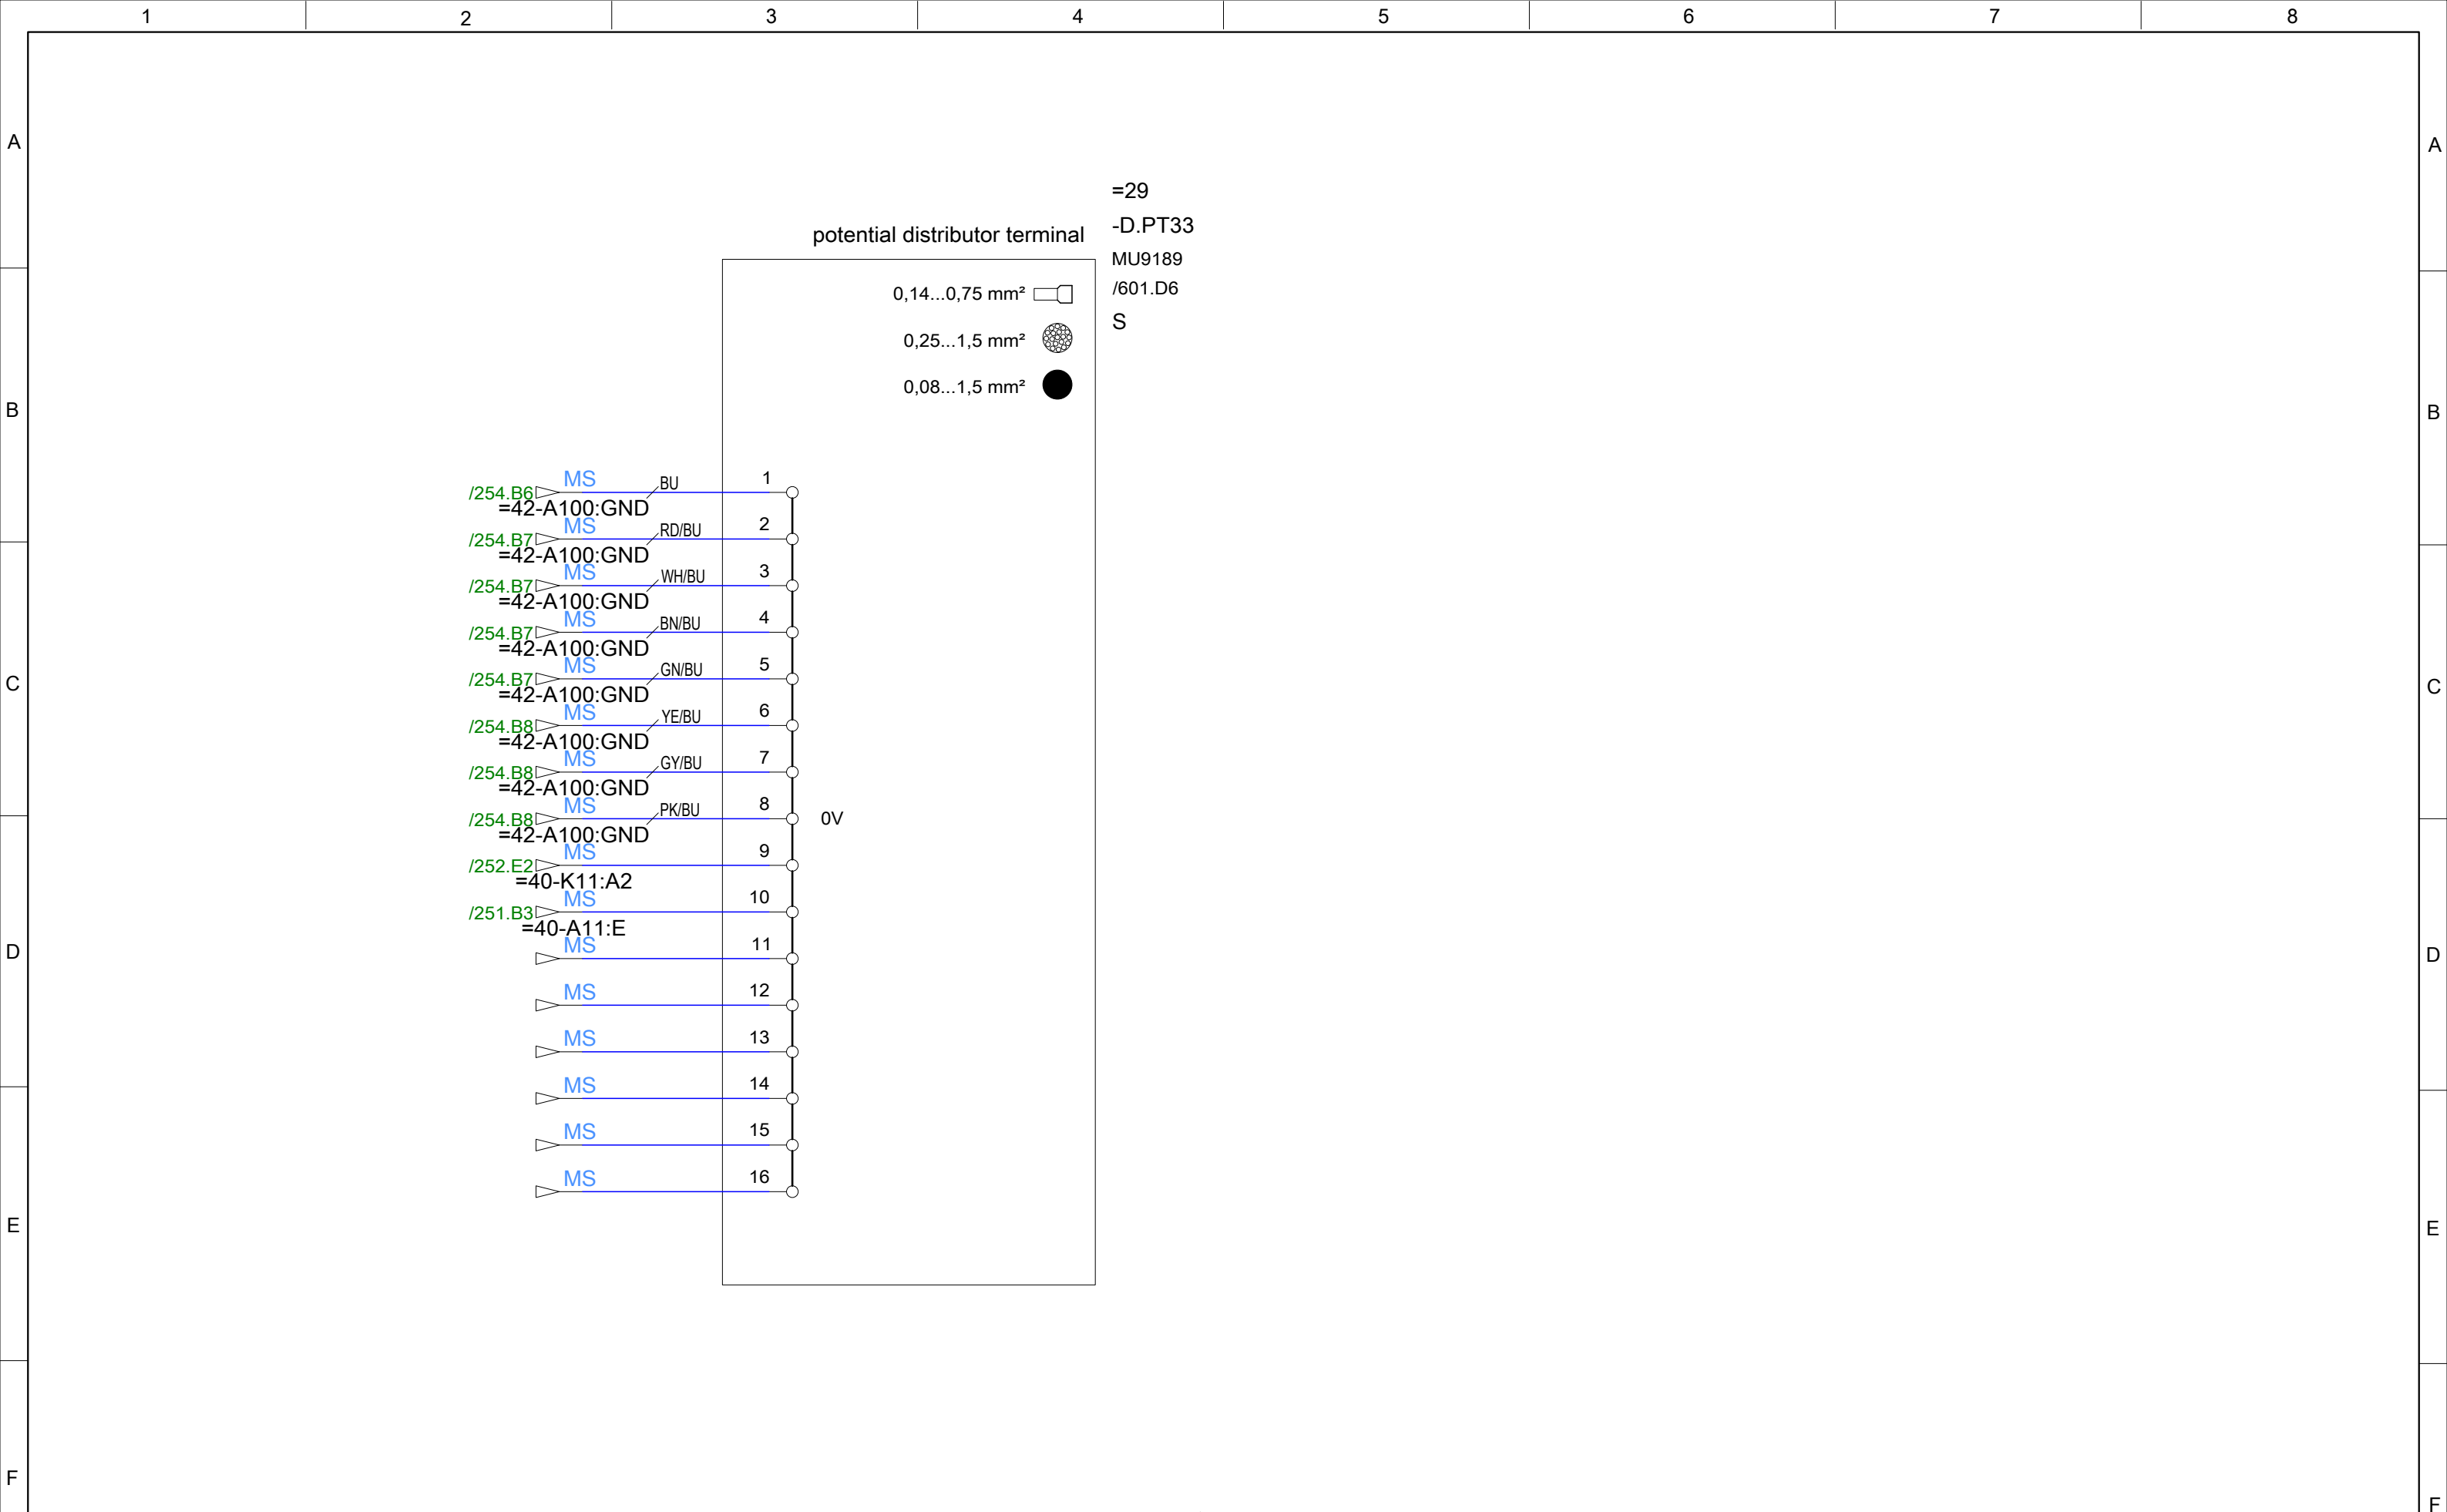 1 2 3 4 5 6 7 8
A A
=29
-D.PT33
potential distributor terminal
MU9189
/601.D6
0,14...0,75 mm²
S
0,25...1,5 mm²
0,08...1,5 mm²
B B
/254.B6 MS BU 1
=42-A100:GND
/254.B7 MS RD/BU 2
=42-A100:GND
/254.B7 MS WH/BU 3
=42-A100:GND
/254.B7 MS BN/BU 4
=42-A100:GND
/254.B7 MS GN/BU 5
=42-A100:GND
C C
/254.B8 MS YE/BU 6
=42-A100:GND
/254.B8 MS GY/BU 7
=42-A100:GND
/254.B8 MS PK/BU 8 0V
=42-A100:GND
/252.E2 MS 9
=40-K11:A2
/251.B3 MS 10
=40-A11:E
D D
MS 11
MS 12
MS 13
MS 14
MS 15
MS 16
E E
F F